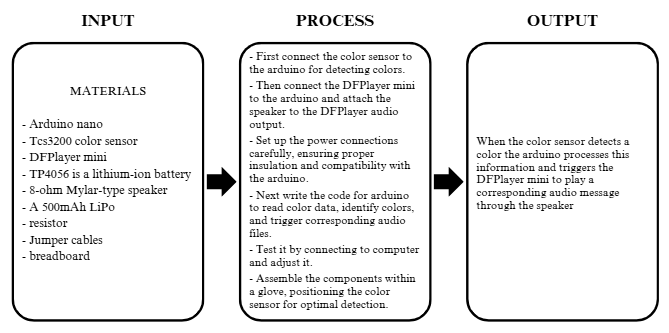 INPUT
PROCESS
OUTPUT
MATERIALS
- Arduino nano
- Tcs3200 color sensor
- DFPlayer mini
- TP4056 is a lithium-ion battery
- 8-ohm Mylar-type speaker
- A 500mAh LiPo
- resistor
- Jumper cables
- breadboard
- First connect the color sensor to
the arduino for detecting colors.
- Then connect the DFPlayer mini
to the arduino and attach the
speaker to the DFPlayer audio
output.
- Set up the power connections
carefully, ensuring proper
insulation and compatibility with
the arduino.
- Next write the code for arduino
to read color data, identify colors,
and trigger corresponding audio
files.
- Test it by connecting to computer
and adjust it.
- Assemble the components within
a glove, positioning the color
sensor for optimal detection.
When the color sensor detects a
color the arduino processes this
information and triggers the
DFPlayer mini to play a
corresponding audio message
through the speaker